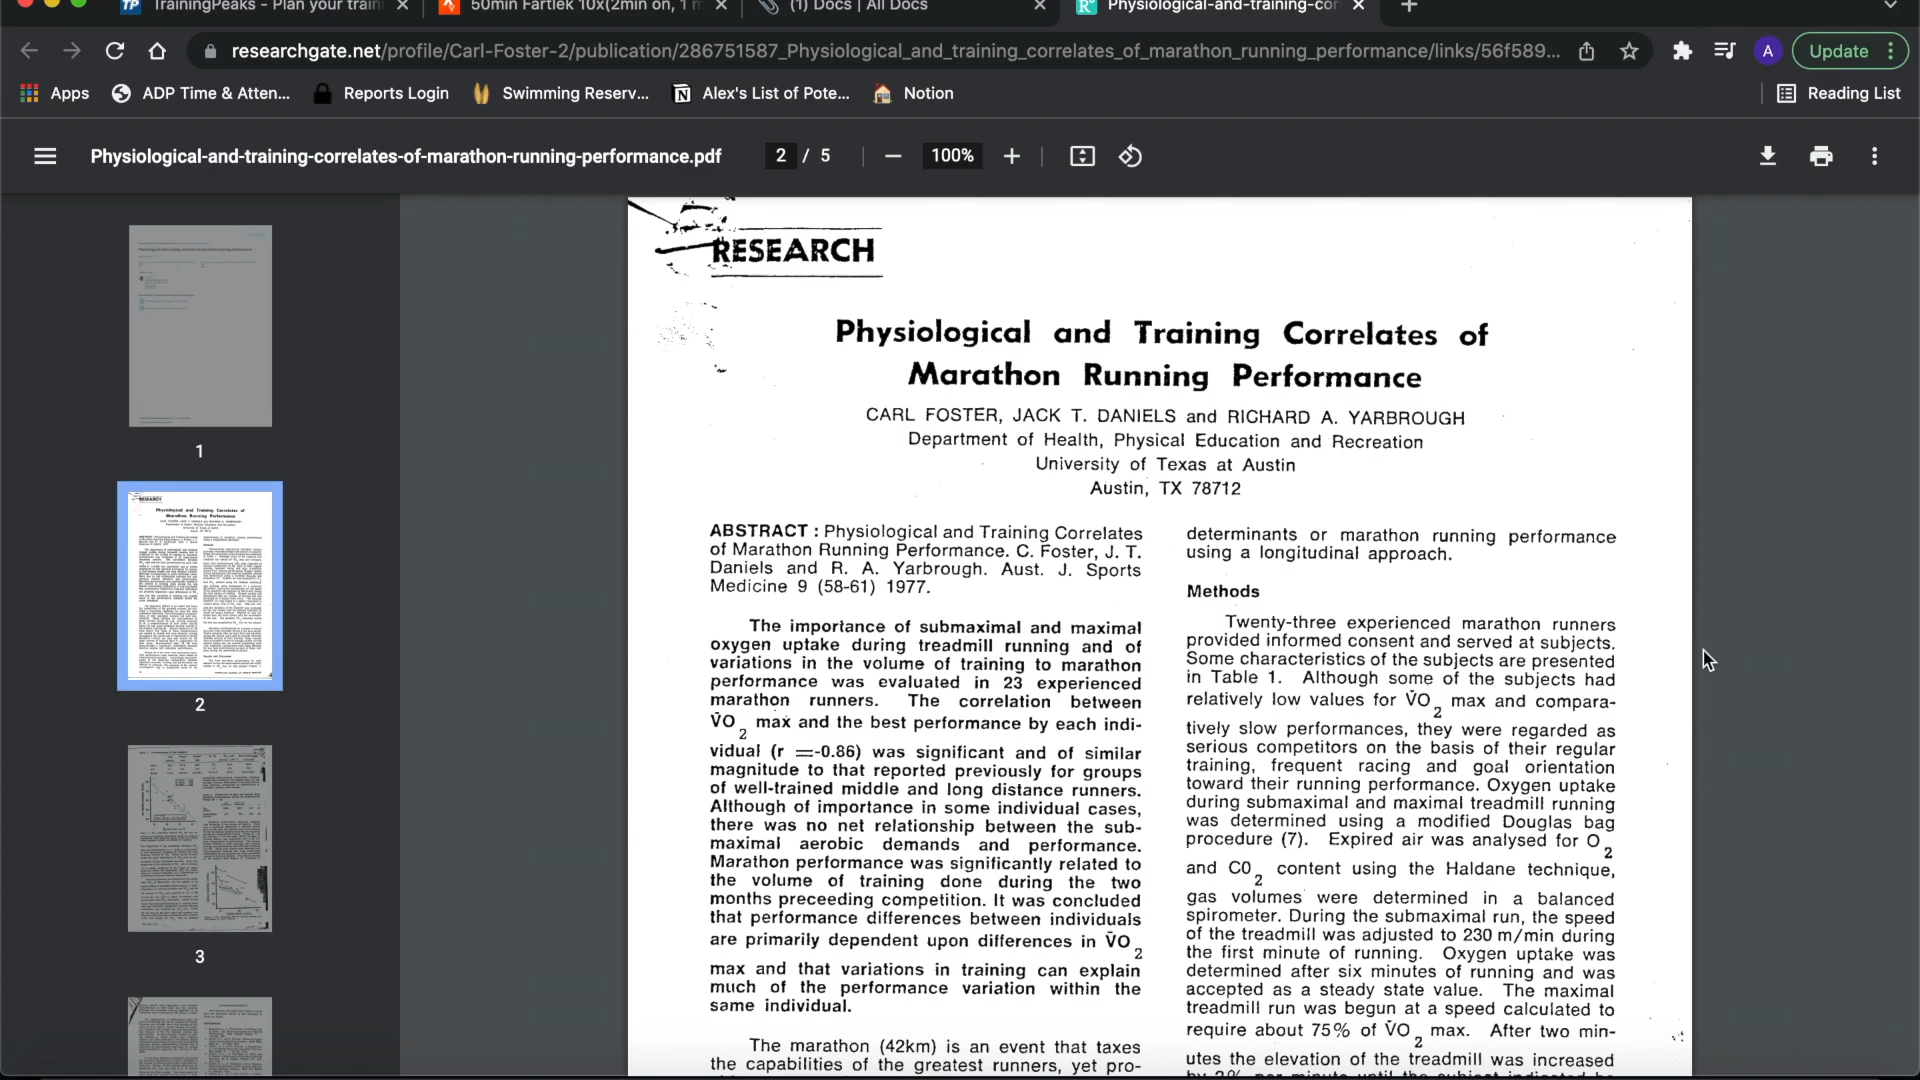 TrainingPeaks - Plan your traini
50min Fartlek 10x(2min on, 1 m
(1) Docs | All Docs
Physiological-and-training-cor
researchgate.net/profile/Carl-Foster-2/publication/286751587_Physiological_and_training_correlates_of_marathon_running_performance/links/56f589...
A
Update
Apps
ADP Time & Atten...
Reports Login
Swimming Reserv...
Alex's List of Pote...
Notion
Reading List
Physiological-and-training-correlates-of-marathon-running-performance.pdf
2 / 5
100%
1
2
3
RESEARCH
Physiological and Training Correlates of
Marathon Running Performance
CARL FOSTER, JACK T. DANIELS and RICHARD A. YARBROUGH
Department of Health, Physical Education and Recreation
University of Texas at Austin
Austin, TX 78712
ABSTRACT : Physiological and Training Correlates
of Marathon Running Performance. C. Foster, J. T.
Daniels and R. A. Yarbrough. Aust. J. Sports
Medicine 9 (58-61) 1977.
The importance of submaximal and maximal
oxygen uptake during treadmill running and of
variations in the volume of training to marathon
performance was evaluated in 23 experienced
marathon runners. The correlation between
V̇O2 max and the best performance by each indi-
vidual (r =-0.86) was significant and of similar
magnitude to that reported previously for groups
of well-trained middle and long distance runners.
Although of importance in some individual cases,
there was no net relationship between the sub-
maximal aerobic demands and performance.
Marathon performance was significantly related to
the volume of training done during the two
months preceeding competition. It was concluded
that performance differences between individuals
are primarily dependent upon differences in V̇O2
max and that variations in training can explain
much of the performance variation within the
same individual.
The marathon (42km) is an event that taxes
the capabilities of the greatest runners, yet pro-
determinants or marathon running performance
using a longitudinal approach.
Methods
Twenty-three experienced marathon runners
provided informed consent and served at subjects.
Some characteristics of the subjects are presented
in Table 1. Although some of the subjects had
relatively low values for V̇O2 max and compara-
tively slow performances, they were regarded as
serious competitors on the basis of their regular
training, frequent racing and goal orientation
toward their running performance. Oxygen uptake
during submaximal and maximal treadmill running
was determined using a modified Douglas bag
procedure (7). Expired air was analysed for O2
and CO2 content using the Haldane technique,
gas volumes were determined in a balanced
spirometer. During the submaximal run, the speed
of the treadmill was adjusted to 230 m/min during
the first minute of running. Oxygen uptake was
determined after six minutes of running and was
accepted as a steady state value. The maximal
treadmill run was begun at a speed calculated to
require about 75% of V̇O2 max. After two min-
utes the elevation of the treadmill was increased